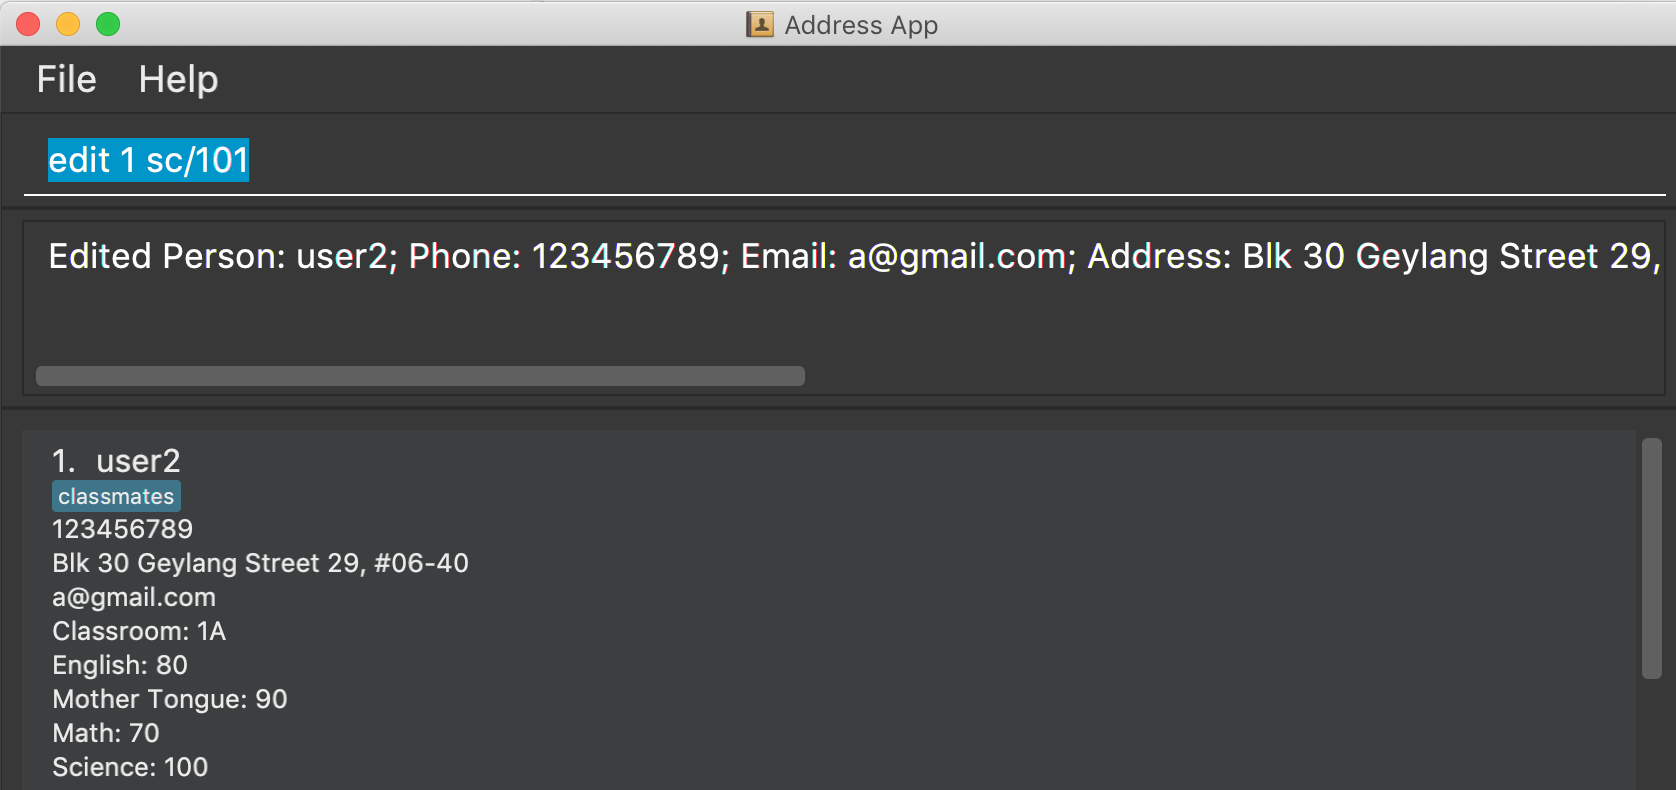 Address App
File Help
edit 1 sc/101
Edited Person: user2; Phone: 123456789; Email: a@gmail.com; Address: Blk 30 Geylang Street 29,
1. user2
classmates
123456789
Blk 30 Geylang Street 29, #06-40
a@gmail.com
Classroom: 1A
English: 80
Mother Tongue: 90
Math: 70
Science: 100